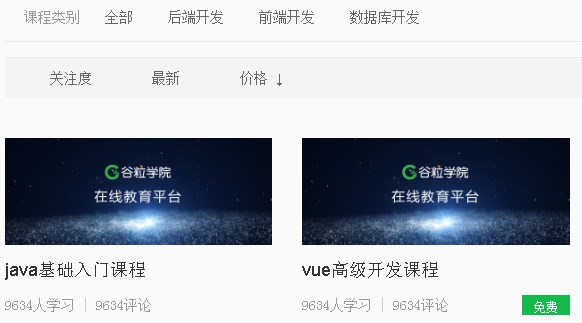 课程类别 全部 后端开发 前端开发 数据库开发
关注度 最新 价格 ↓
谷粒学院 谷粒学院
在线教育平台 在线教育平台
java基础入门课程 vue高级开发课程
9634人学习 | 9634评论 9634人学习 | 9634评论 免费